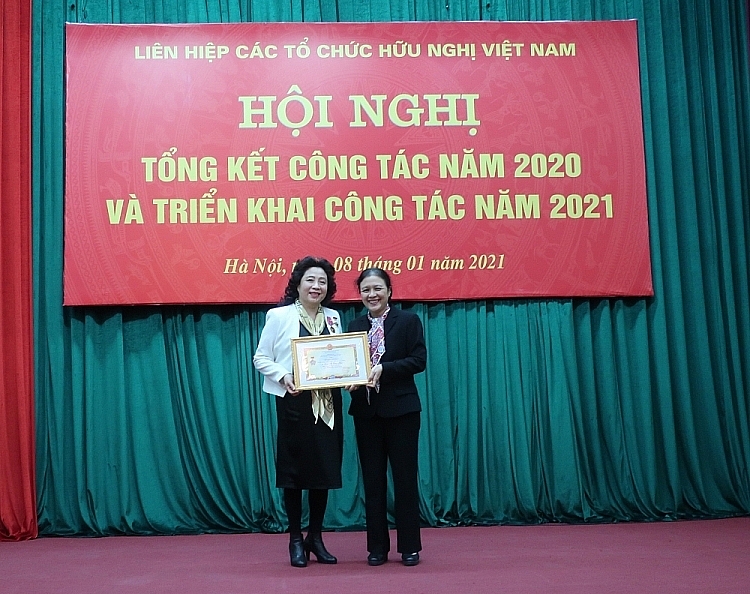 LIÊN HIỆP CÁC TỔ CHỨC HỮU NGHỊ VIỆT NAM
HỘI NGHỊ
TỔNG KẾT CÔNG TÁC NĂM 2020
VÀ TRIỂN KHAI CÔNG TÁC NĂM 2021
Hà Nội, 08 tháng 01 năm 2021